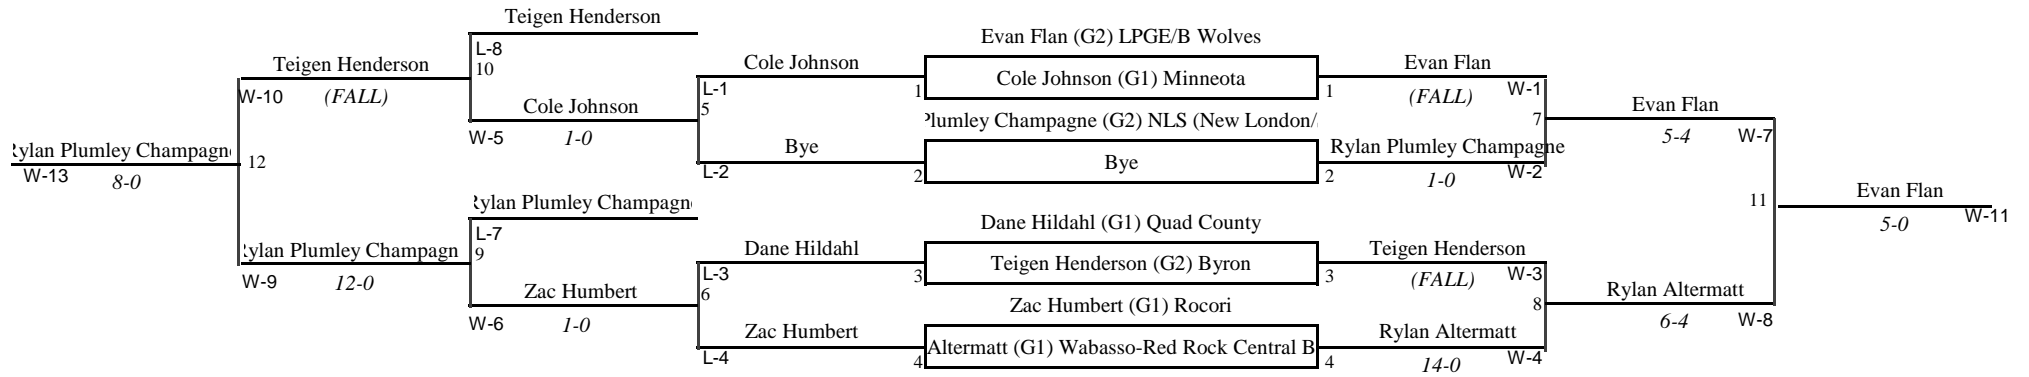 Teigen Henderson
L-8
10
Teigen Henderson
W-10 (FALL)
Cole Johnson
W-5 1-0
Rylan Plumley Champagne
W-13 8-0
12
Rylan Plumley Champagne
L-7
9
Rylan Plumley Champagn
W-9 12-0
Zac Humbert
W-6 1-0
Cole Johnson
L-1
5
1
Bye
L-2
2
Dane Hildahl
L-3
6
3
Zac Humbert
L-4
4
Evan Flan (G2) LPGE/B Wolves
Cole Johnson (G1) Minneota
Plumley Champagne (G2) NLS (New London/
Bye
Dane Hildahl (G1) Quad County
Teigen Henderson (G2) Byron
Zac Humbert (G1) Rocori
Altermatt (G1) Wabasso-Red Rock Central B
Evan Flan
1 (FALL) W-1
7
Rylan Plumley Champagne
2 1-0 W-2
Teigen Henderson
3 (FALL) W-3
8
Rylan Altermatt
4 14-0 W-4
Evan Flan
5-4 W-7
11
Rylan Altermatt
6-4 W-8
Evan Flan
5-0 W-11